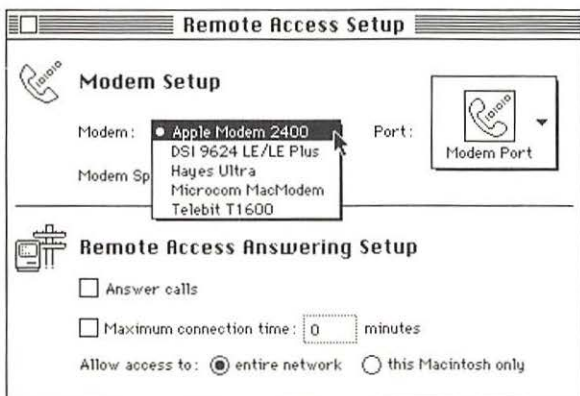 Remote Access Setup
Modem Setup
Modem: Apple Modem 2400 Port:
DSI 9624 LE/LE Plus
Modem Sp Hayes Ultra Modem Port
Microcom MacModem
Telebit T1600
Remote Access Answering Setup
Answer calls
Maximum connection time: 0 minutes
Allow access to: entire network this Macintosh only